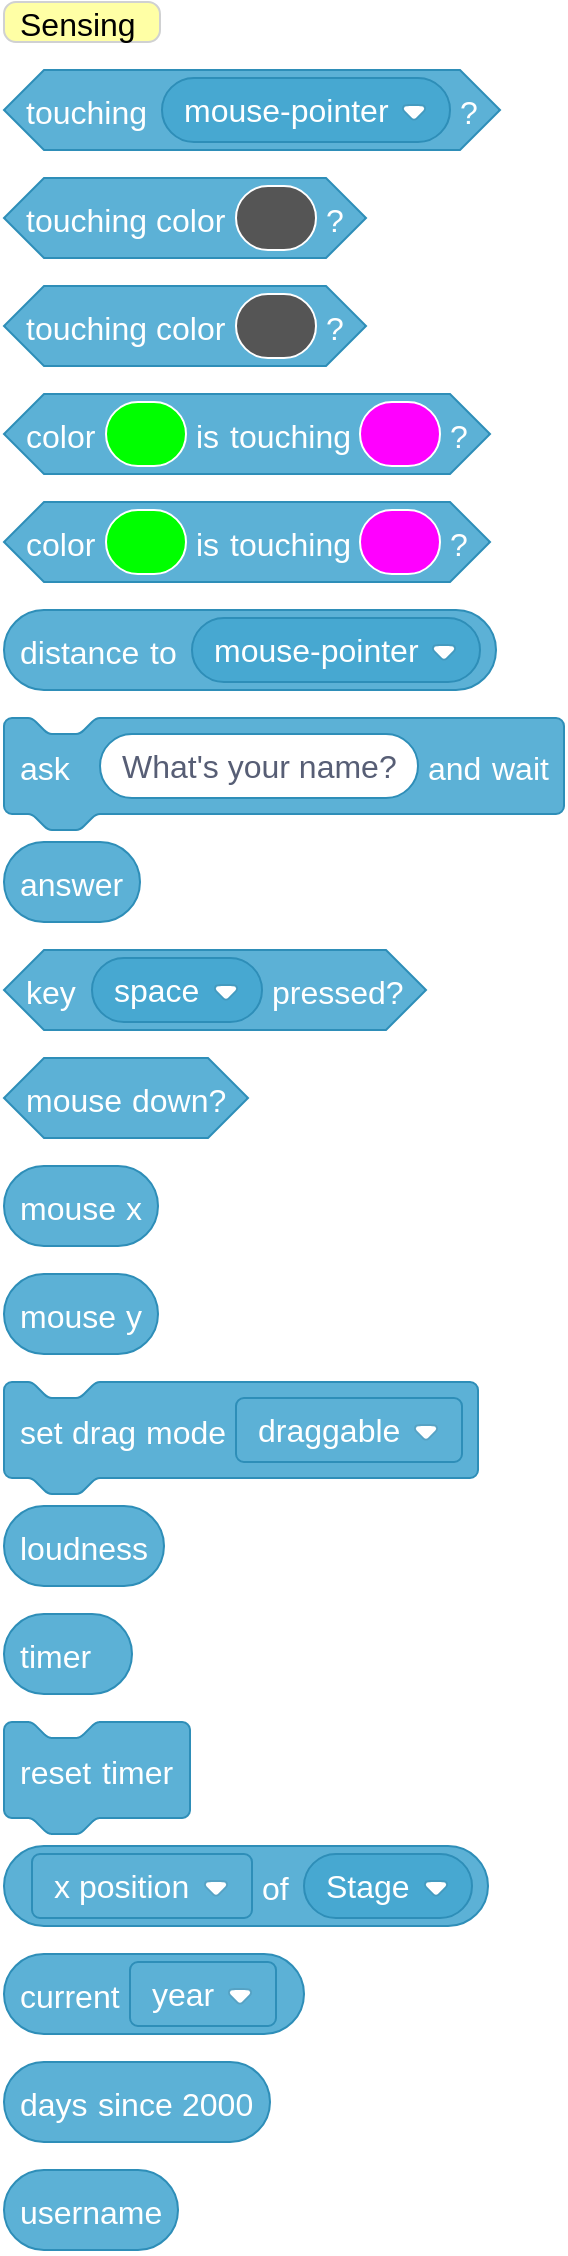 Sensing
touching mouse-pointer ?
touching color ?
touching color ?
color is touching ?
color is touching ?
distance to mouse-pointer
ask What's your name? and wait
answer
key space pressed?
mouse down?
mouse x
mouse y
set drag mode draggable
loudness
timer
reset timer
x position of Stage
current year
days since 2000
username